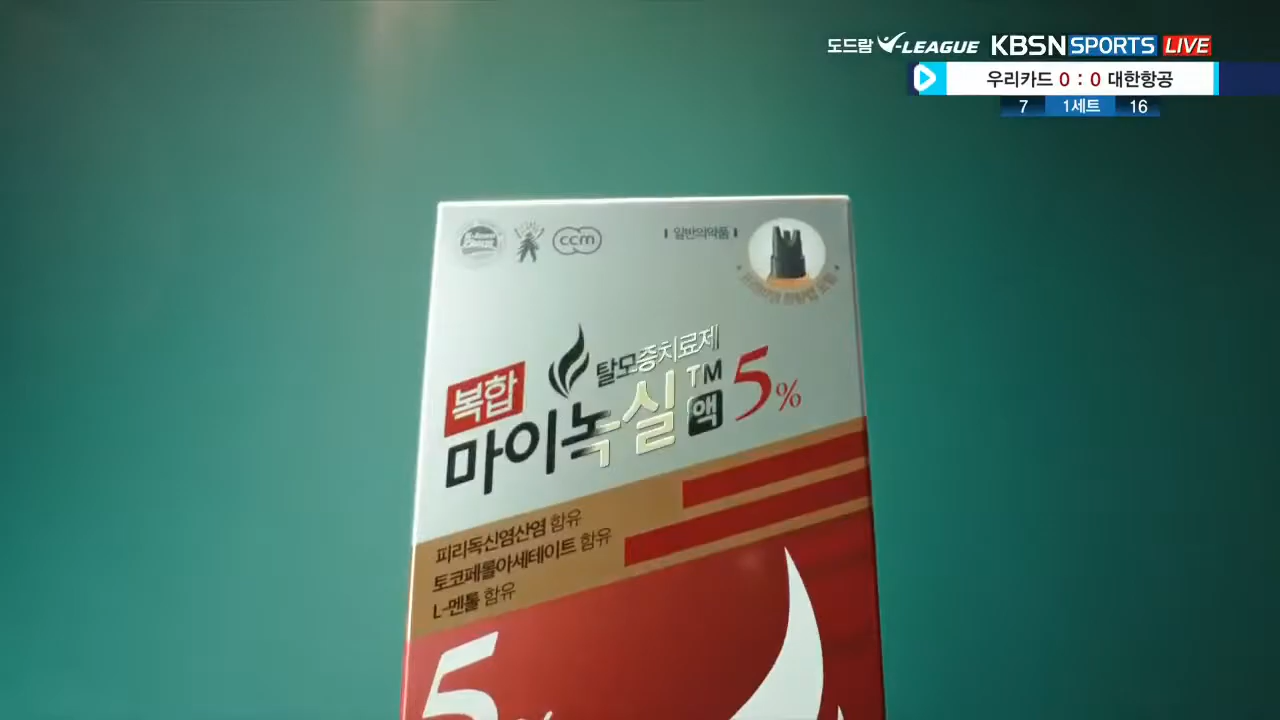 도드람 V-LEAGUE KBSN SPORTS LIVE
우리카드 0 : 0 대한항공
7 1세트 16
ccm
일반의약품
탈모증치료제
복합
마이녹실™액 5%
피리독신염산염 함유
토코페롤아세테이트 함유
L-멘톨 함유
5%